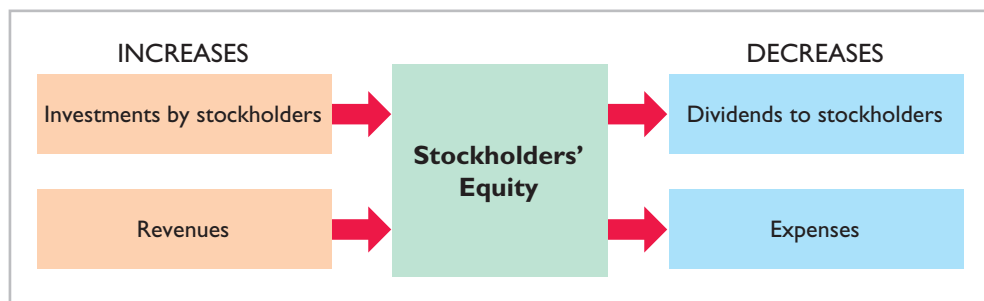 INCREASES
DECREASES
Investments by stockholders
Dividends to stockholders
Stockholders’
Equity
Revenues
Expenses